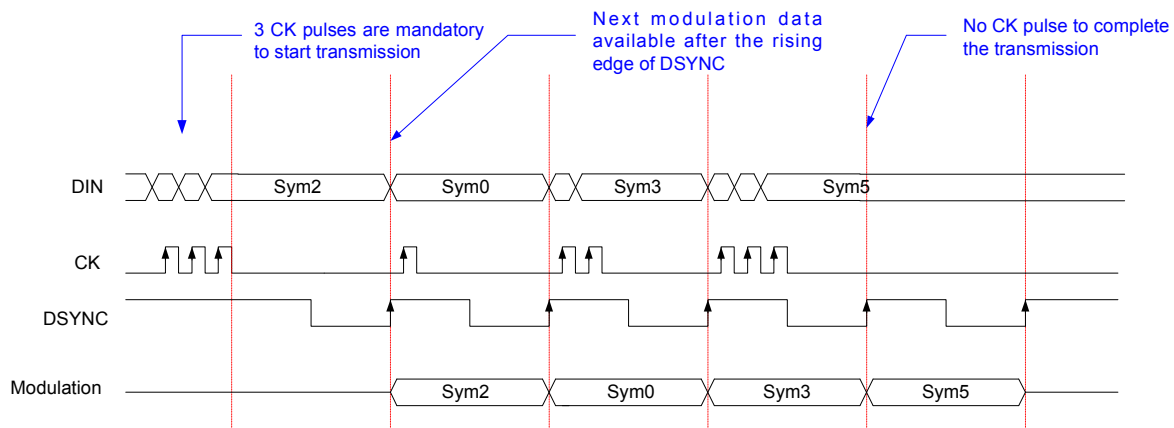 3 CK pulses are mandatory
to start transmission
Next modulation data
available after the rising
edge of DSYNC
No CK pulse to complete
the transmission
DIN
Sym2
Sym0
Sym3
Sym5
CK
DSYNC
Modulation
Sym2
Sym0
Sym3
Sym5